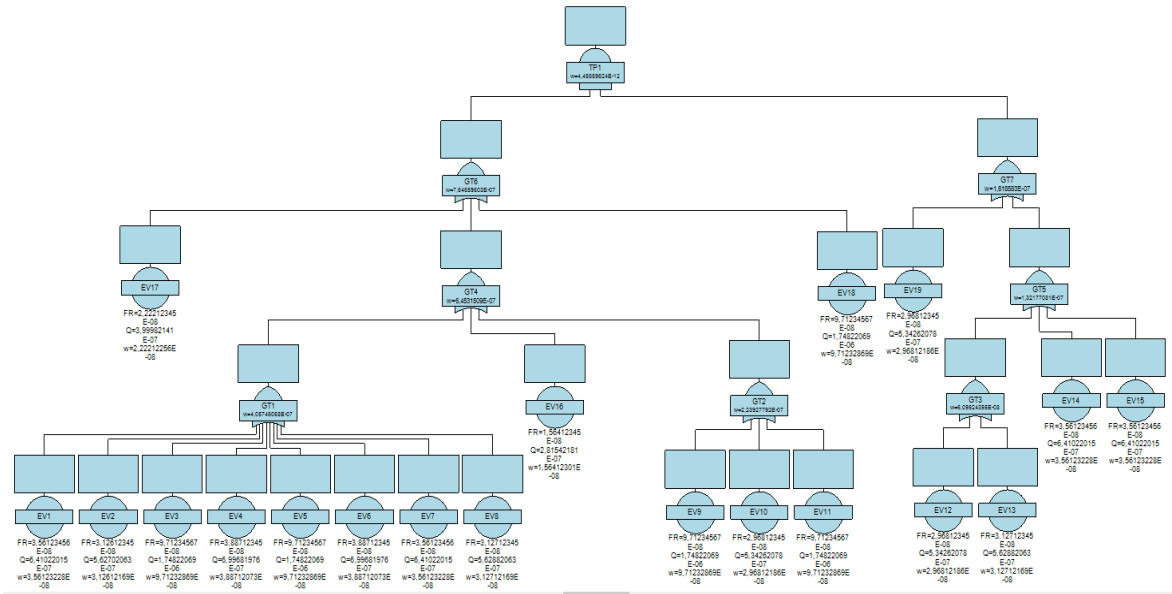 TP1
w=4,48889824E-12
GT6
w=7,84689803E-07
GT7
w=1,618583E-07
EV17
FR=2,22212345
E-08
Q=3,99982141
E-07
w=2,22212256E
-08
GT4
w=6,4531509E-07
EV18
FR=9,71234567
E-08
Q=1,74822069
E-06
w=9,71232869E
-08
EV19
FR=2,96812345
E-08
Q=5,34262078
E-07
w=2,96812186E
-08
GT5
w=1,32177081E-07
GT1
w=4,05746088E-07
EV16
FR=1,56412345
E-08
Q=2,81542181
E-07
w=1,56412301E
-08
GT2
w=2,23927792E-07
GT3
w=6,09524355E-08
EV14
FR=3,56123456
E-08
Q=6,41022015
E-07
w=3,56123228E
-08
EV15
FR=3,56123456
E-08
Q=6,41022015
E-07
w=3,56123228E
-08
EV1
FR=3,56123456
E-08
Q=6,41022015
E-07
w=3,56123228E
-08
EV2
FR=3,12612345
E-08
Q=5,62702063
E-07
w=3,12612169E
-08
EV3
FR=9,71234567
E-08
Q=1,74822069
E-06
w=9,71232869E
-08
EV4
FR=3,88712345
E-08
Q=6,99681976
E-07
w=3,88712073E
-08
EV5
FR=9,71234567
E-08
Q=1,74822069
E-06
w=9,71232869E
-08
EV6
FR=3,88712345
E-08
Q=6,99681976
E-07
w=3,88712073E
-08
EV7
FR=3,56123456
E-08
Q=6,41022015
E-07
w=3,56123228E
-08
EV8
FR=3,12712345
E-08
Q=5,62882063
E-07
w=3,12712169E
-08
EV9
FR=9,71234567
E-08
Q=1,74822069
E-06
w=9,71232869E
-08
EV10
FR=2,96812345
E-08
Q=5,34262078
E-07
w=2,96812186E
-08
EV11
FR=9,71234567
E-08
Q=1,74822069
E-06
w=9,71232869E
-08
EV12
FR=2,96812345
E-08
Q=5,34262078
E-07
w=2,96812186E
-08
EV13
FR=3,12712345
E-08
Q=5,62882063
E-07
w=3,12712169E
-08